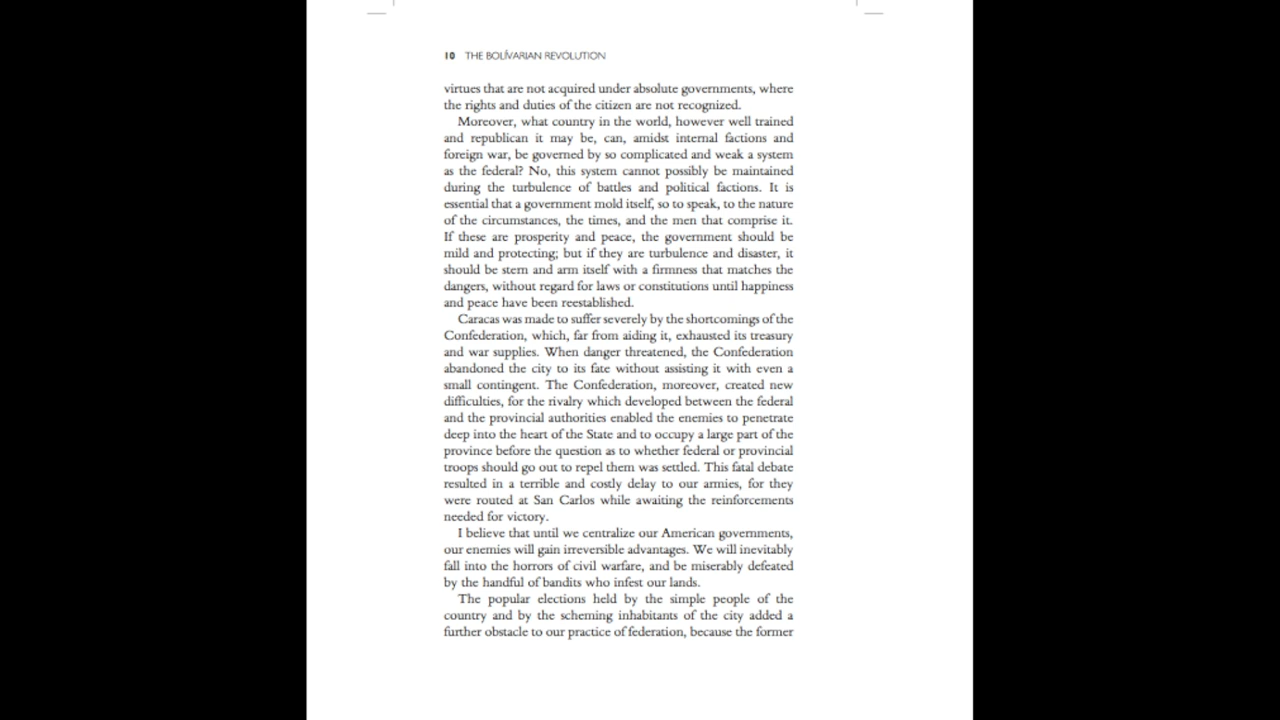 10 THE BOLÍVARIAN REVOLUTION
virtues that are not acquired under absolute governments, where
the rights and duties of the citizen are not recognized.
Moreover, what country in the world, however well trained
and republican it may be, can, amidst internal factions and
foreign war, be governed by so complicated and weak a system
as the federal? No, this system cannot possibly be maintained
during the turbulence of battles and political factions. It is
essential that a government mold itself, so to speak, to the nature
of the circumstances, the times, and the men that comprise it.
If these are prosperity and peace, the government should be
mild and protecting; but if they are turbulence and disaster, it
should be stern and arm itself with a firmness that matches the
dangers, without regard for laws or constitutions until happiness
and peace have been reestablished.
Caracas was made to suffer severely by the shortcomings of the
Confederation, which, far from aiding it, exhausted its treasury
and war supplies. When danger threatened, the Confederation
abandoned the city to its fate without assisting it with even a
small contingent. The Confederation, moreover, created new
difficulties, for the rivalry which developed between the federal
and the provincial authorities enabled the enemies to penetrate
deep into the heart of the State and to occupy a large part of the
province before the question as to whether federal or provincial
troops should go out to repel them was settled. This fatal debate
resulted in a terrible and costly delay to our armies, for they
were routed at San Carlos while awaiting the reinforcements
needed for victory.
I believe that until we centralize our American governments,
our enemies will gain irreversible advantages. We will inevitably
fall into the horrors of civil warfare, and be miserably defeated
by the handful of bandits who infest our lands.
The popular elections held by the simple people of the
country and by the scheming inhabitants of the city added a
further obstacle to our practice of federation, because the former